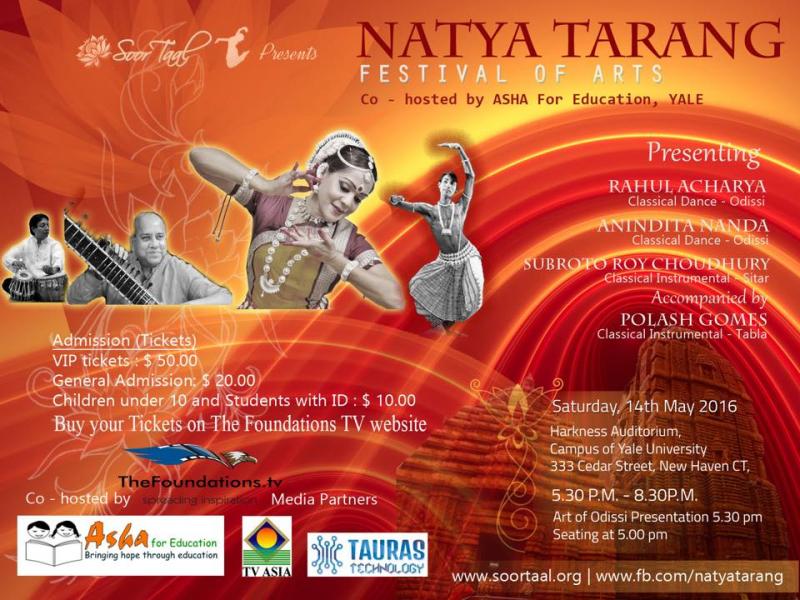 Soor Taal Presents
NATYA TARANG
FESTIVAL OF ARTS
Co - hosted by ASHA For Education, YALE
Presenting
RAHUL ACHARYA
Classical Dance - Odissi
ANINDITA NANDA
Classical Dance - Odissi
SUBROTO ROY CHOUDHURY
Classical Instrumental - Sitar
Accompanied by
POLASH GOMES
Classical Instrumental - Tabla
Admission (Tickets)
VIP tickets : $ 50.00
General Admission: $ 20.00
Children under 10 and Students with ID : $ 10.00
Buy your Tickets on The Foundations TV website
TheFoundations.tv
spreading inspiration
Co - hosted by
Media Partners
Asha for Education
Bringing hope through education
TV ASIA
TAURAS
TECHNOLOGY
Saturday, 14th May 2016
Harkness Auditorium,
Campus of Yale University
333 Cedar Street, New Haven CT,
5.30 P.M. - 8.30P.M.
Art of Odissi Presentation 5.30 pm
Seating at 5.00 pm
www.soortaal.org | www.fb.com/natyatarang